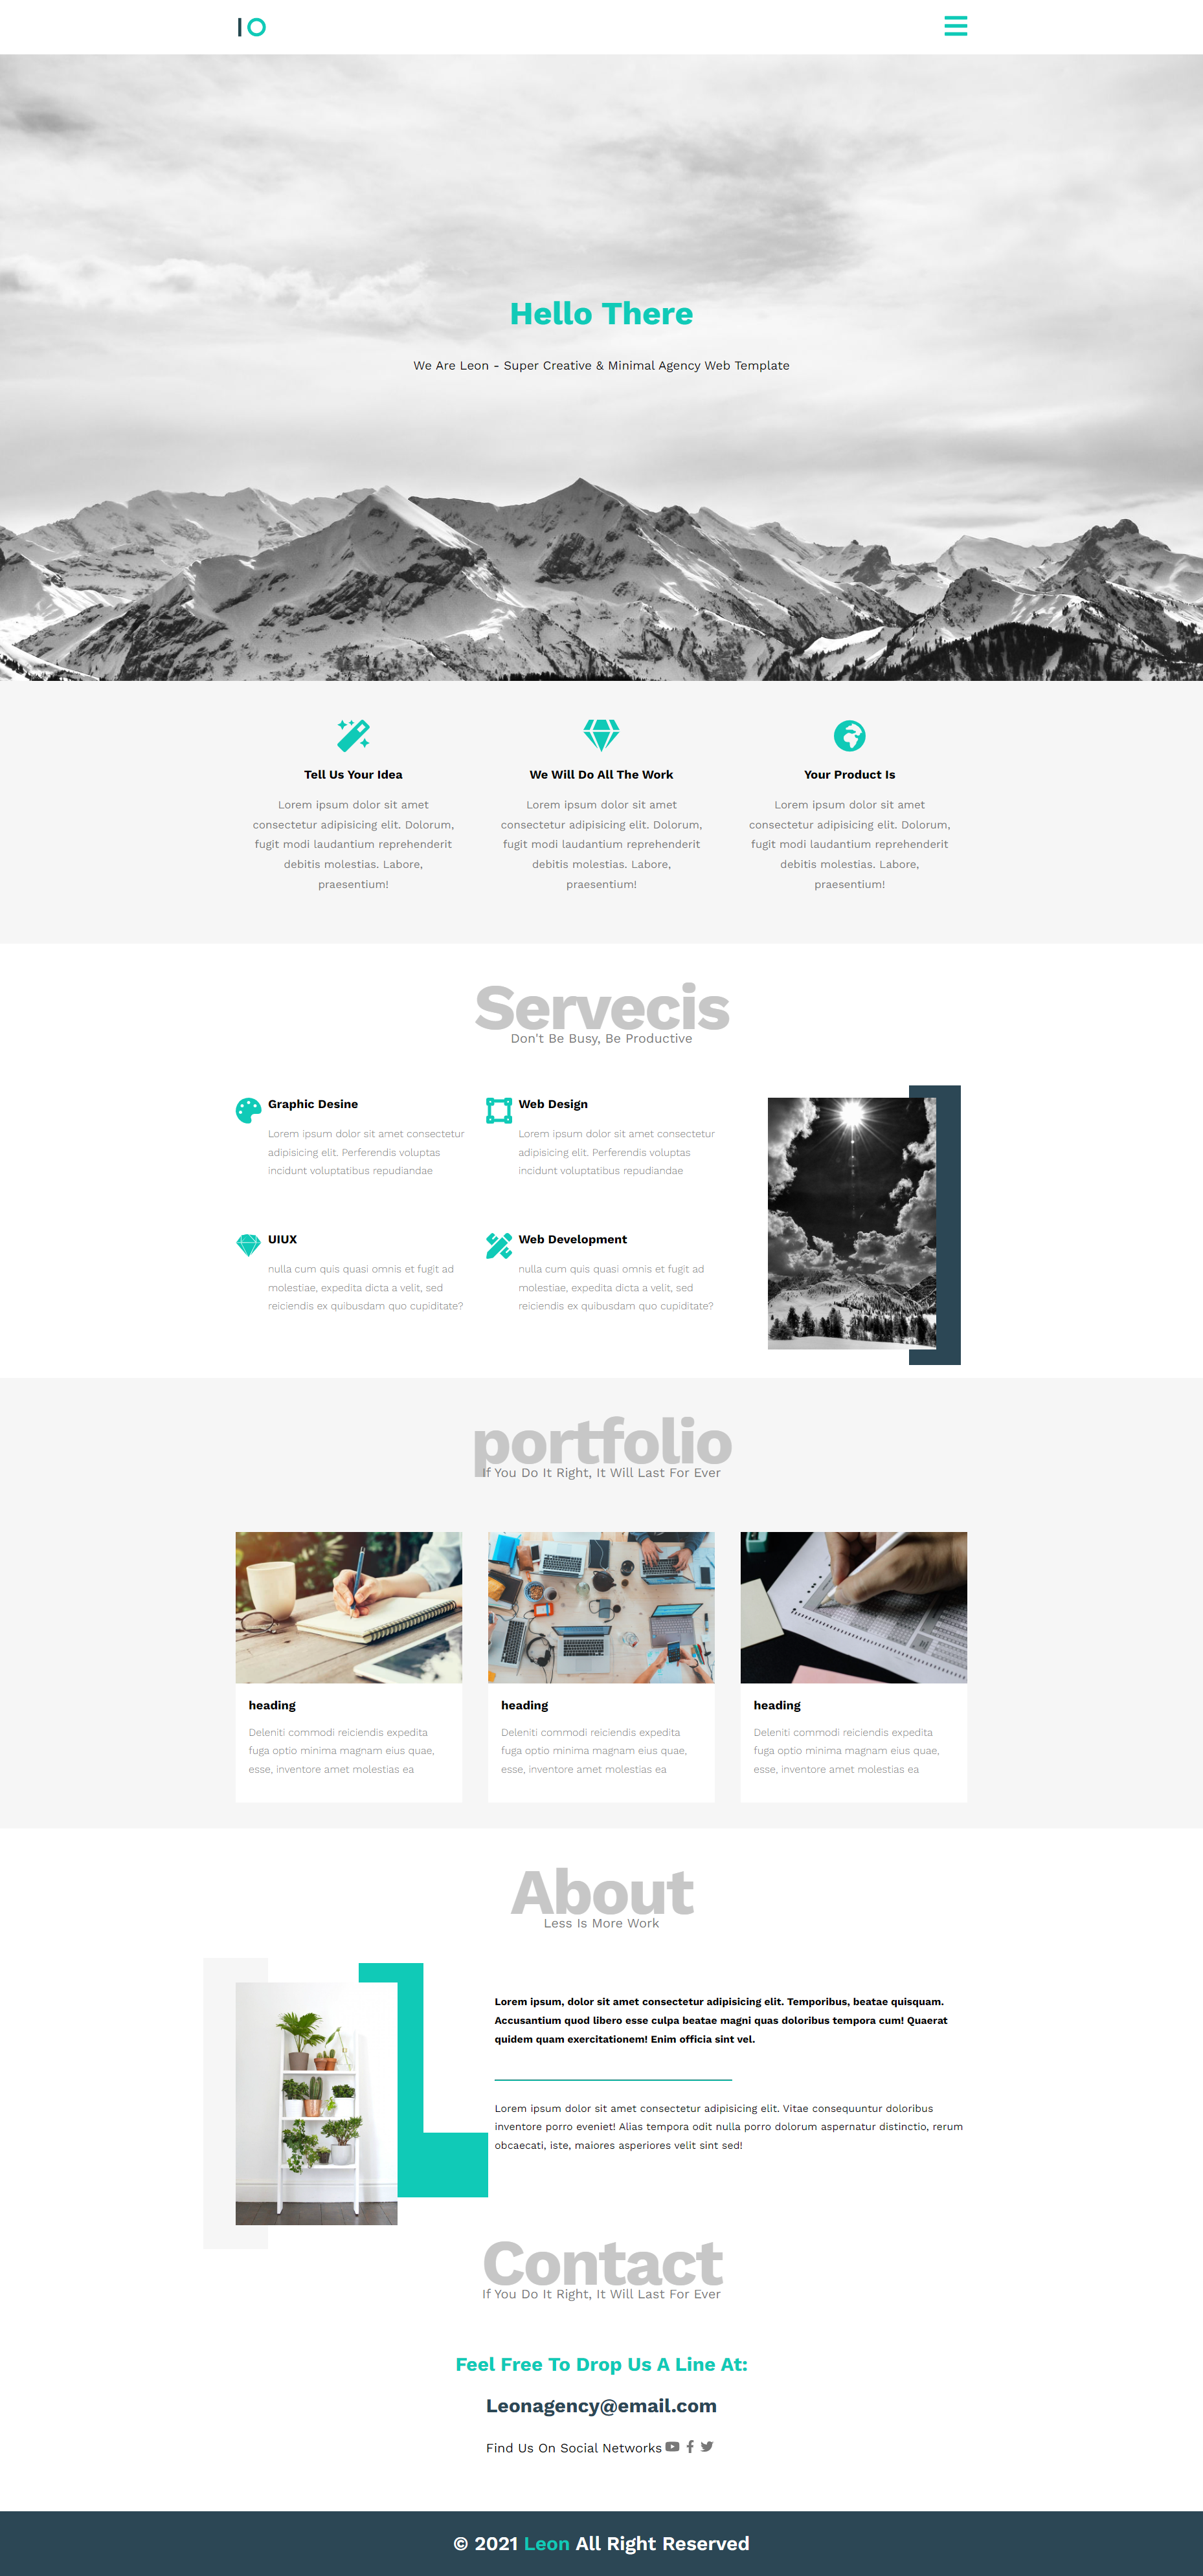 IO
Hello There
We Are Leon - Super Creative & Minimal Agency Web Template
Tell Us Your Idea
Lorem ipsum dolor sit amet
consectetur adipisicing elit. Dolorum,
fugit modi laudantium reprehenderit
debitis molestias. Labore,
praesentium!
We Will Do All The Work
Lorem ipsum dolor sit amet
consectetur adipisicing elit. Dolorum,
fugit modi laudantium reprehenderit
debitis molestias. Labore,
praesentium!
Your Product Is
Lorem ipsum dolor sit amet
consectetur adipisicing elit. Dolorum,
fugit modi laudantium reprehenderit
debitis molestias. Labore,
praesentium!
Servecis
Don't Be Busy, Be Productive
Graphic Desine
Lorem ipsum dolor sit amet consectetur
adipisicing elit. Perferendis voluptas
incidunt voluptatibus repudiandae
Web Design
Lorem ipsum dolor sit amet consectetur
adipisicing elit. Perferendis voluptas
incidunt voluptatibus repudiandae
UIUX
nulla cum quis quasi omnis et fugit ad
molestiae, expedita dicta a velit, sed
reiciendis ex quibusdam quo cupiditate?
Web Development
nulla cum quis quasi omnis et fugit ad
molestiae, expedita dicta a velit, sed
reiciendis ex quibusdam quo cupiditate?
portfolio
If You Do It Right, It Will Last For Ever
heading
Deleniti commodi reiciendis expedita
fuga optio minima magnam eius quae,
esse, inventore amet molestias ea
heading
Deleniti commodi reiciendis expedita
fuga optio minima magnam eius quae,
esse, inventore amet molestias ea
heading
Deleniti commodi reiciendis expedita
fuga optio minima magnam eius quae,
esse, inventore amet molestias ea
About
Less Is More Work
Lorem ipsum, dolor sit amet consectetur adipisicing elit. Temporibus, beatae quisquam.
Accusantium quod libero esse culpa beatae magni quas doloribus tempora cum! Quaerat
quidem quam exercitationem! Enim officia sint vel.
Lorem ipsum dolor sit amet consectetur adipisicing elit. Vitae consequuntur doloribus
inventore porro eveniet! Alias tempora odit nulla porro dolorum aspernatur distinctio, rerum
obcaecati, iste, maiores asperiores velit sint sed!
Contact
If You Do It Right, It Will Last For Ever
Feel Free To Drop Us A Line At:
Leonagency@email.com
Find Us On Social Networks
© 2021 Leon All Right Reserved